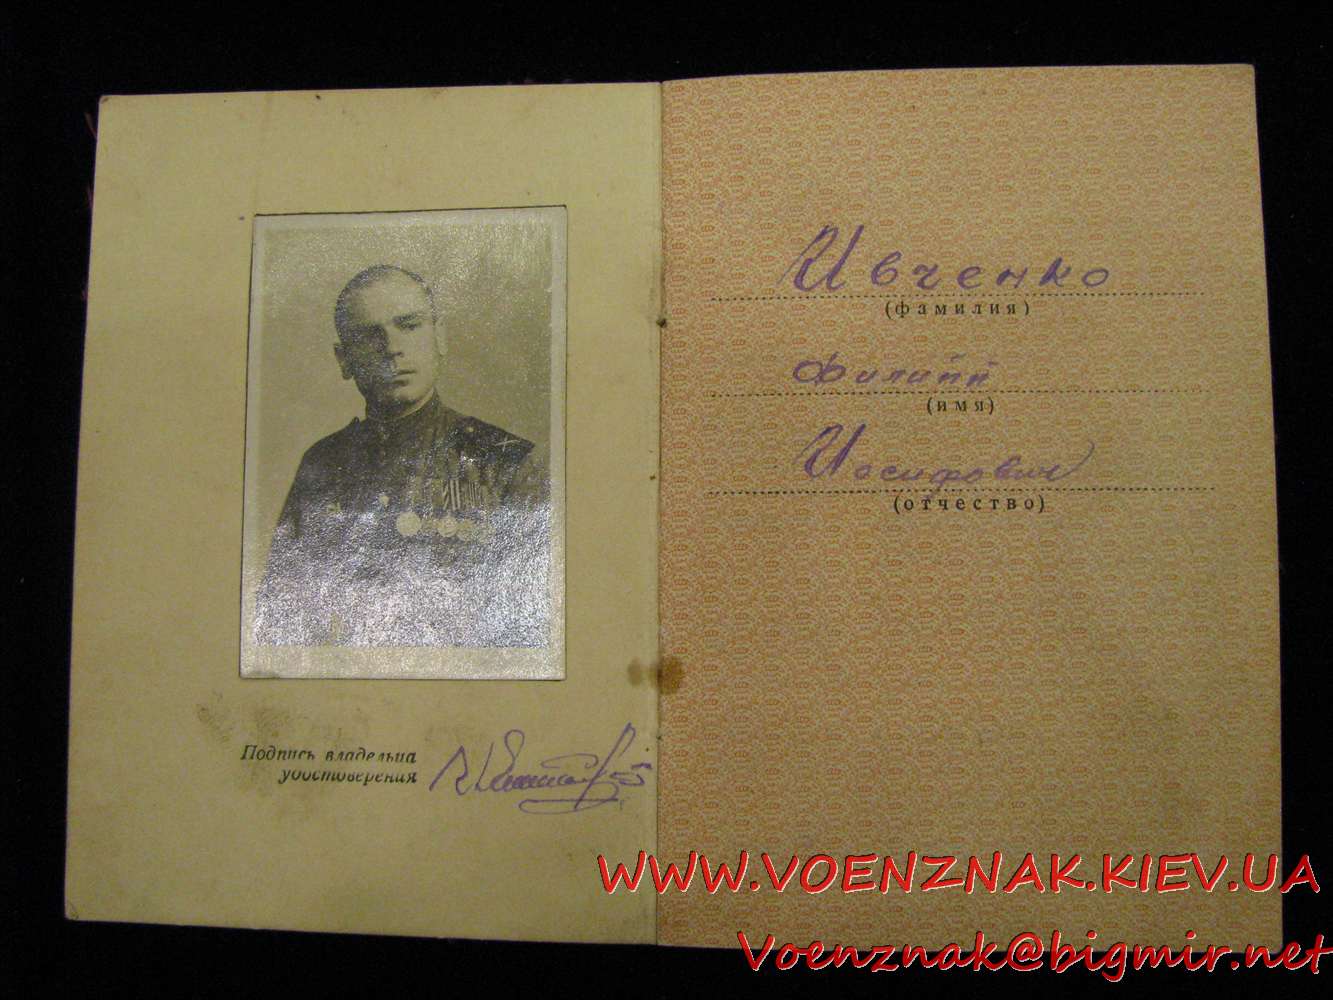 Ивченко
(фамилия)
Филипп
(имя)
Иосифович
(отчество)
Подпись владельца
удостоверения
WWW.VOENZNAK.KIEV.UA
Voenznak@bigmir.net